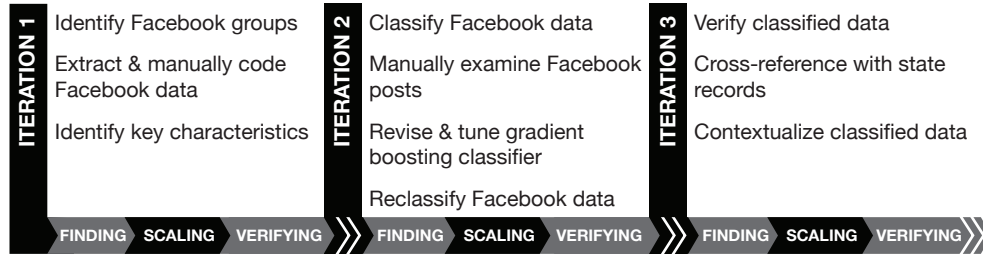 ITERATION 1
Identify Facebook groups
Extract & manually code
Facebook data
Identify key characteristics
ITERATION 2
Classify Facebook data
Manually examine Facebook
posts
Revise & tune gradient
boosting classifier
Reclassify Facebook data
ITERATION 3
Verify classified data
Cross-reference with state
records
Contextualize classified data
FINDING SCALING VERIFYING FINDING SCALING VERIFYING FINDING SCALING VERIFYING